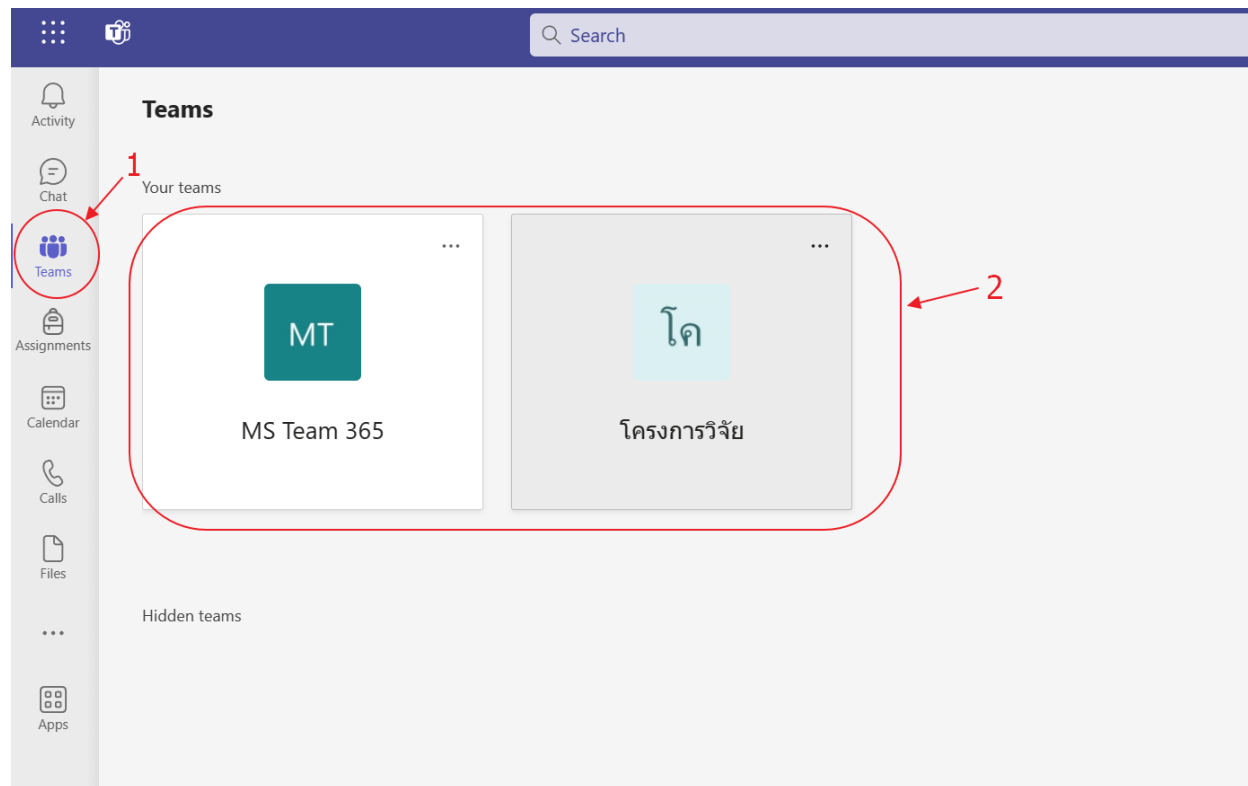 Search
Activity
Teams
1
Chat
Your teams
Teams
...
...
2
MT
โค
Assignments
Calendar
MS Team 365
โครงการวิจัย
Calls
Files
Hidden teams
...
Apps